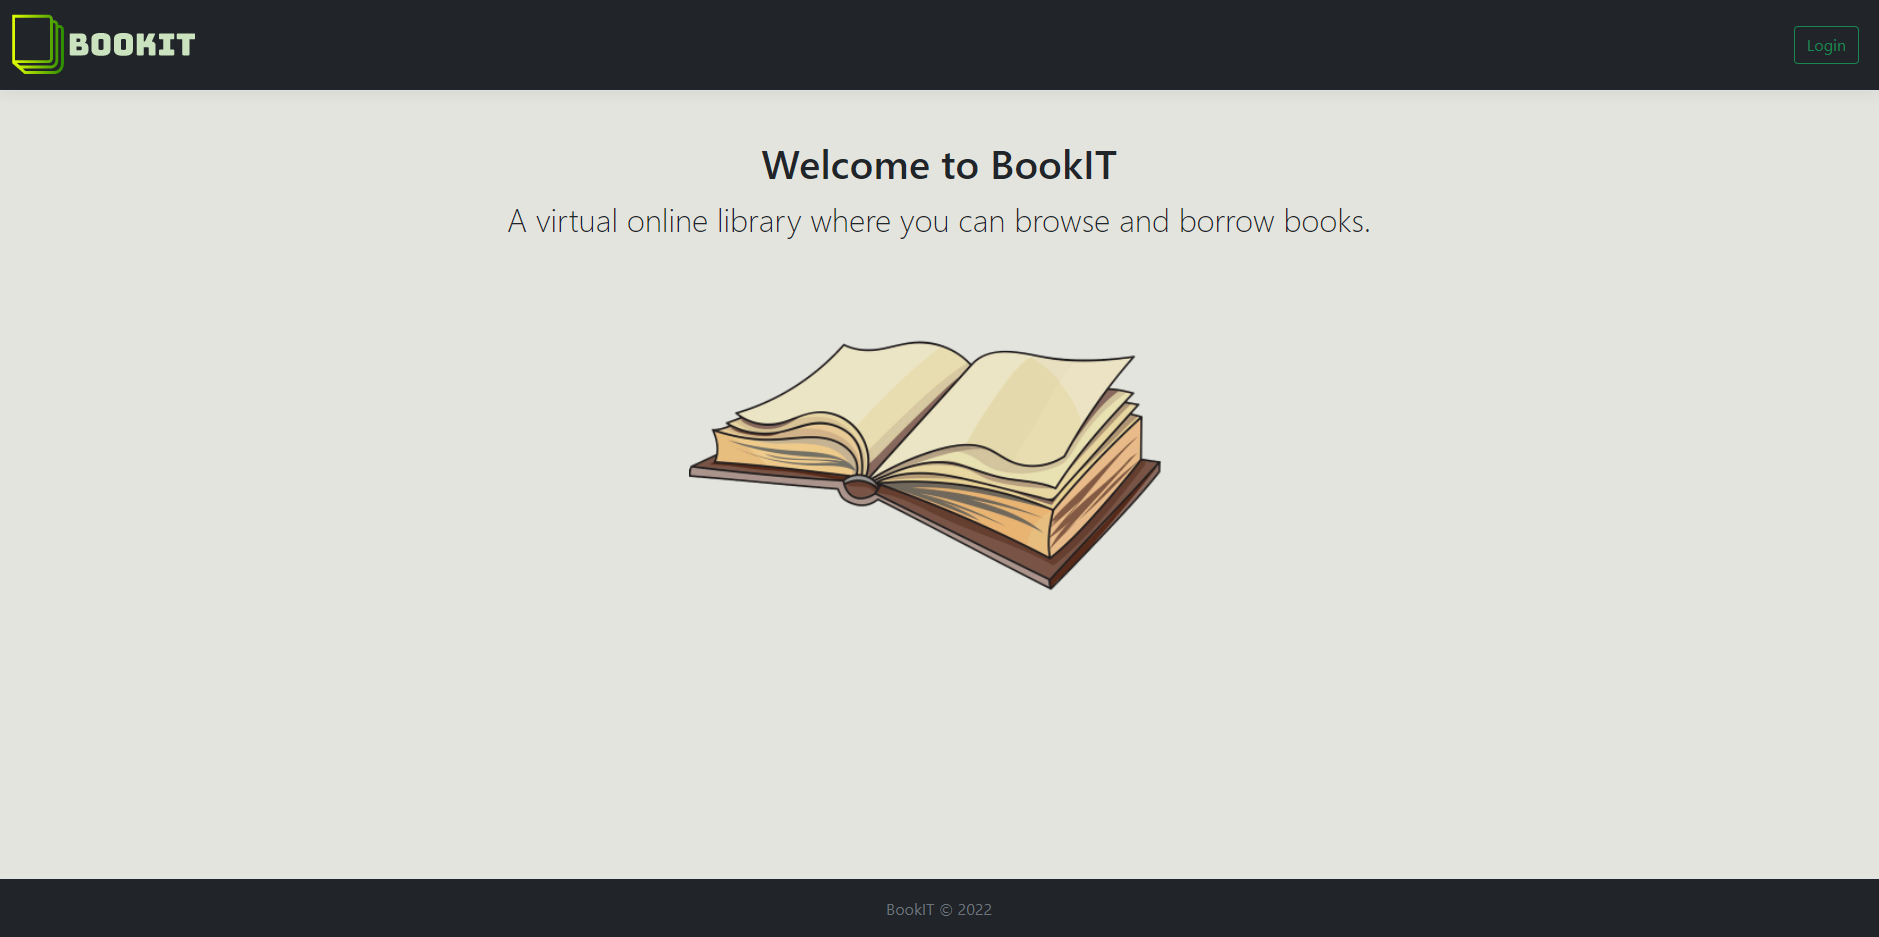 BOOKIT
Login
Welcome to BookIT
A virtual online library where you can browse and borrow books.
BookIT © 2022